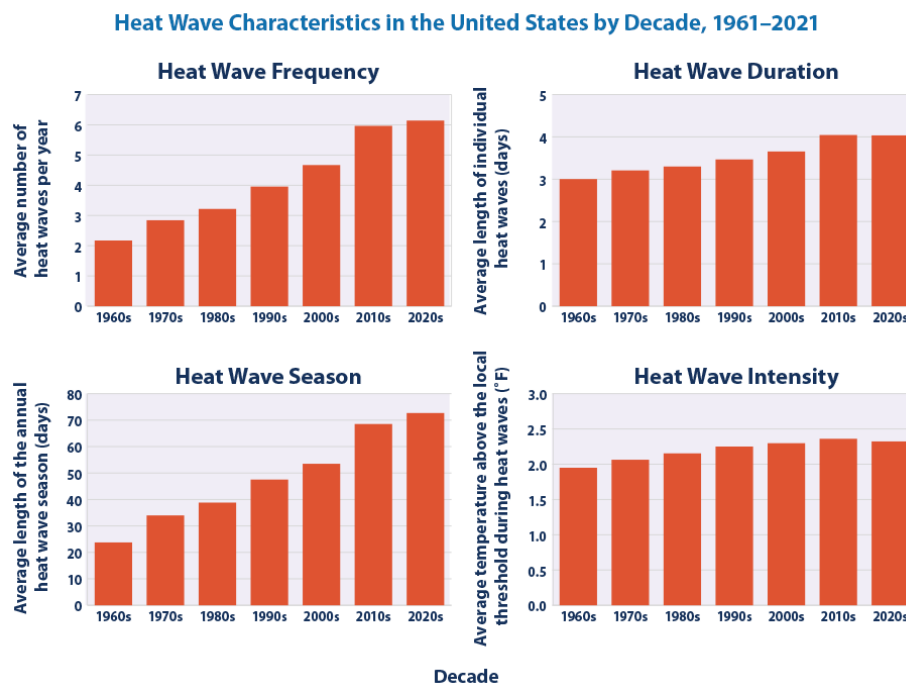 Heat Wave Characteristics in the United States by Decade, 1961–2021
Heat Wave Frequency
Average number of
heat waves per year
7
6
5
4
3
2
1
0
1960s 1970s 1980s 1990s 2000s 2010s 2020s
Heat Wave Duration
Average length of individual
heat waves (days)
5
4
3
2
1
0
1960s 1970s 1980s 1990s 2000s 2010s 2020s
Heat Wave Season
Average length of the annual
heat wave season (days)
80
70
60
50
40
30
20
10
0
1960s 1970s 1980s 1990s 2000s 2010s 2020s
Heat Wave Intensity
Average temperature above the local
threshold during heat waves (˚F)
3.0
2.5
2.0
1.5
1.0
0.5
0.0
1960s 1970s 1980s 1990s 2000s 2010s 2020s
Decade